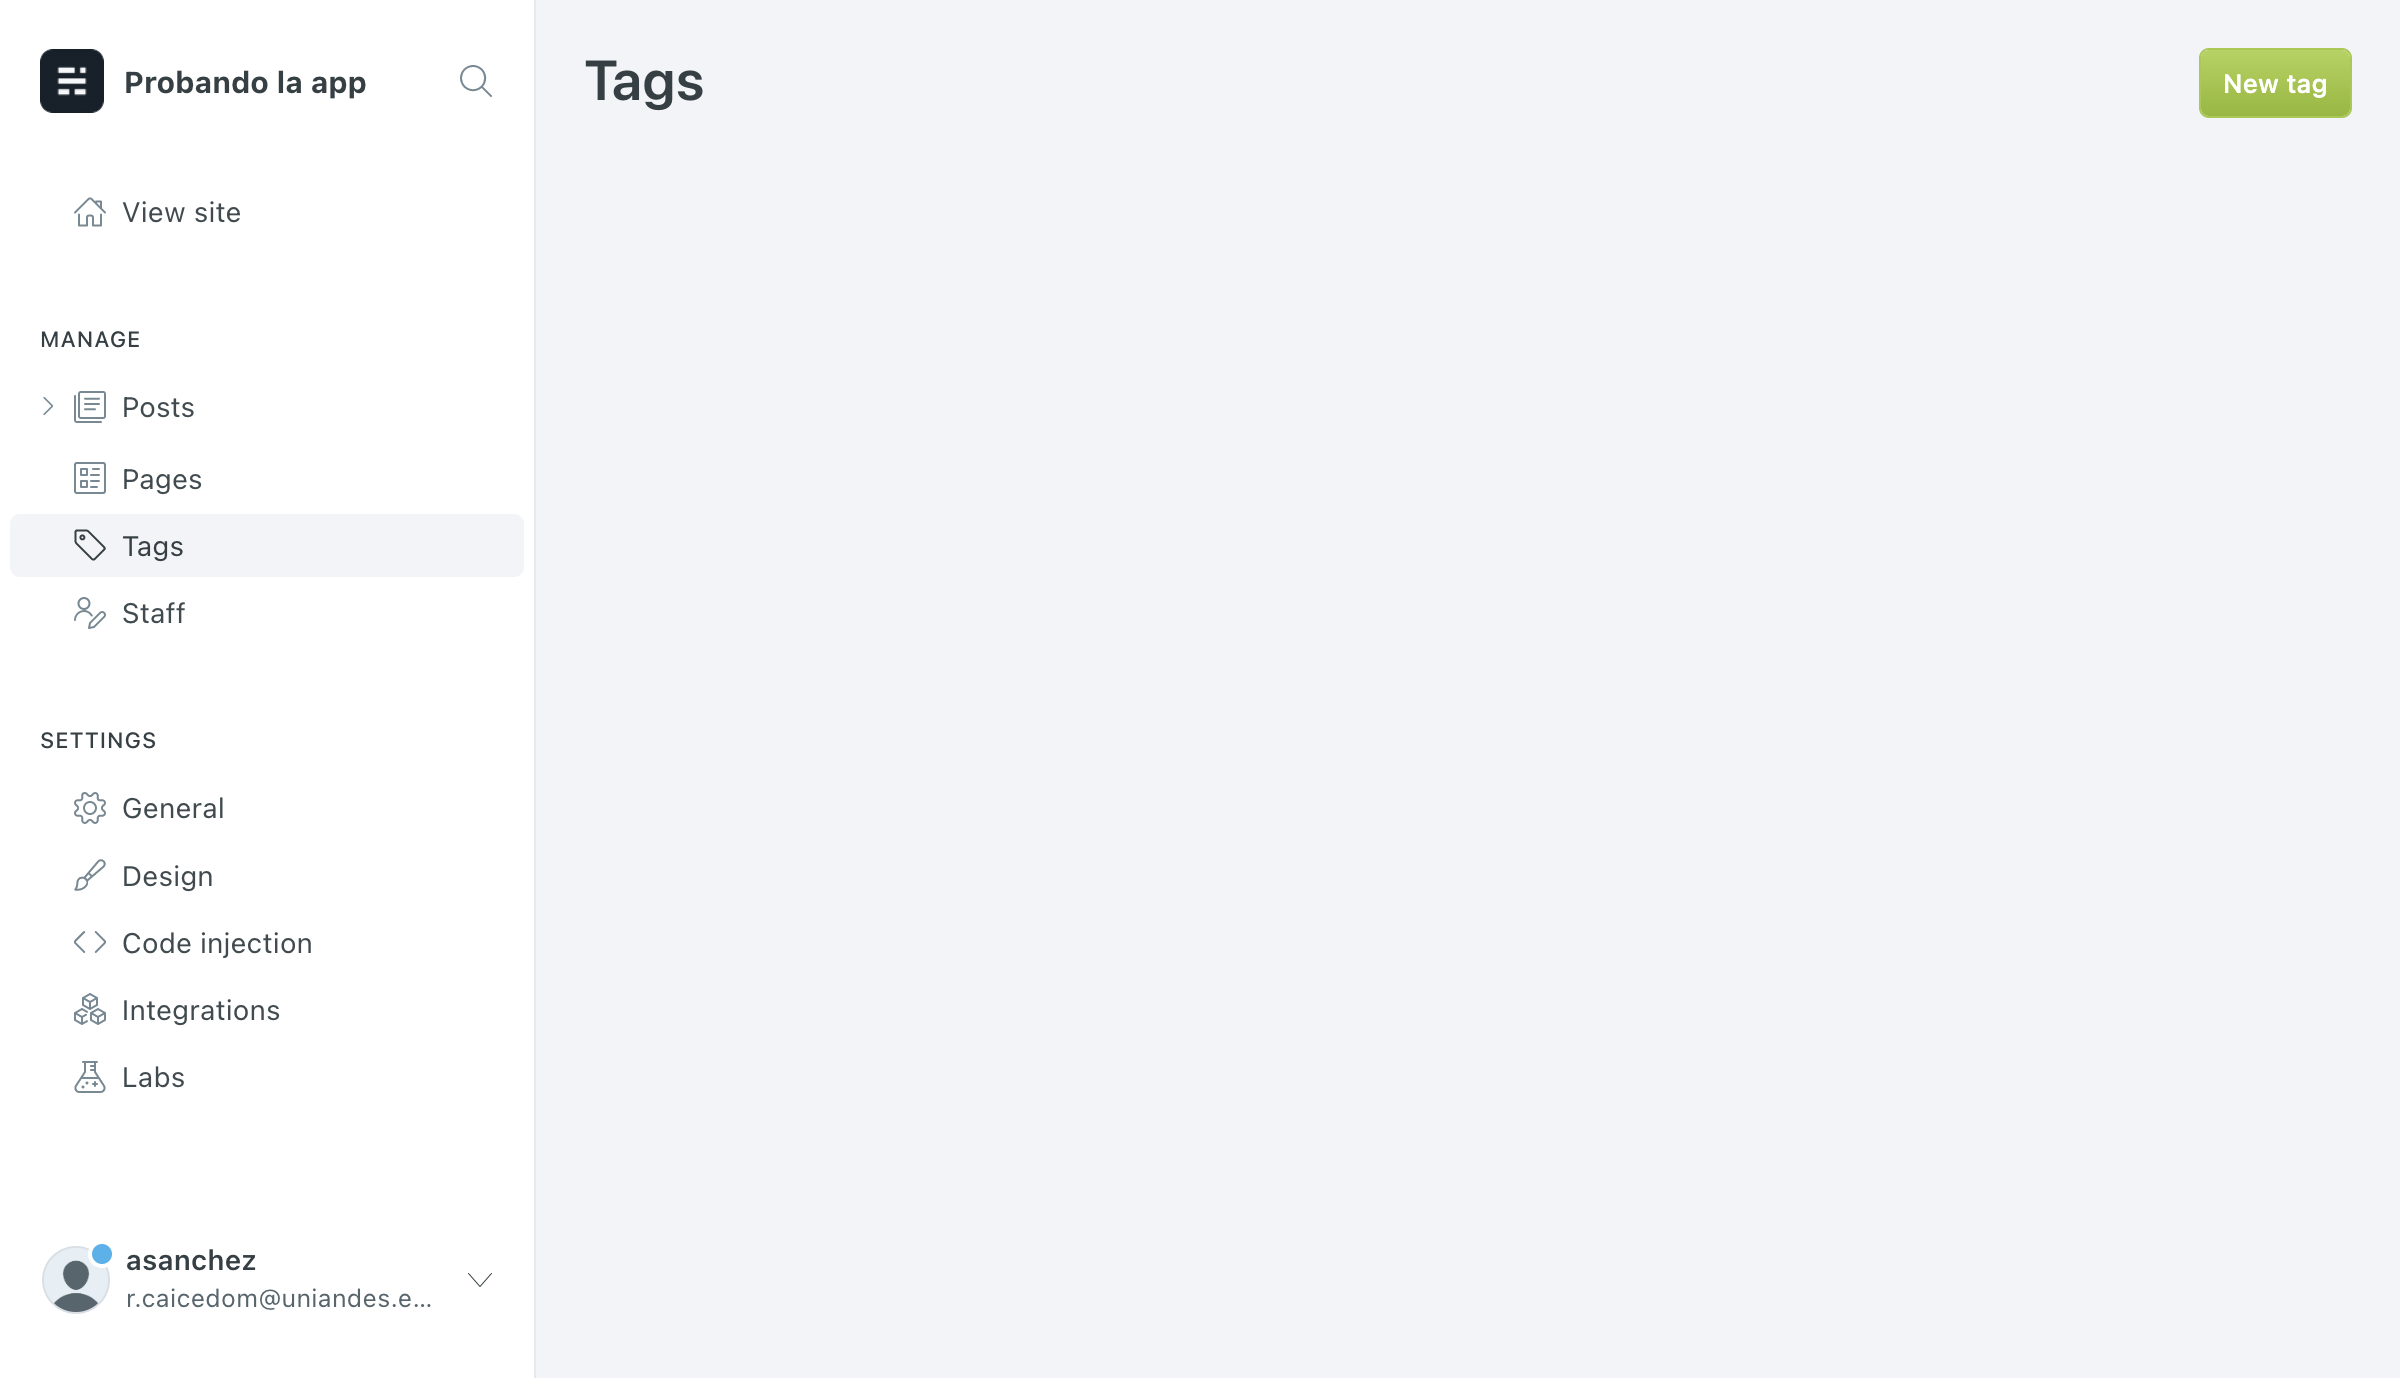 Probando la app
View site
MANAGE
Posts
Pages
Tags
Staff
SETTINGS
General
Design
Code injection
Integrations
Labs
asanchez
r.caicedom@uniandes.e...
Tags
New tag